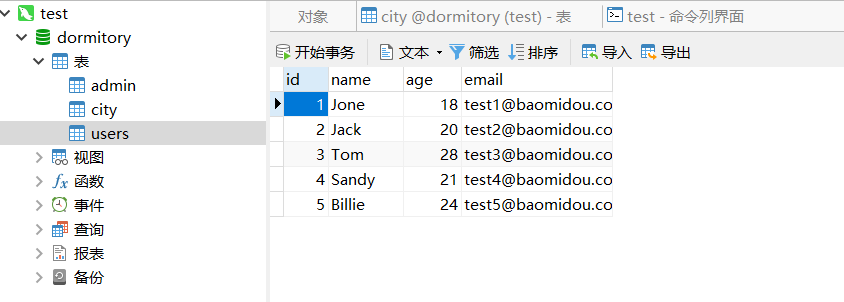 test
dormitory
表
admin
city
users
视图
函数
事件
查询
报表
备份
对象 city @dormitory (test) - 表 test - 命令列界面
开始事务 文本 筛选 排序 导入 导出
id name age email
1 Jone 18 test1@baomidou.co
2 Jack 20 test2@baomidou.co
3 Tom 28 test3@baomidou.co
4 Sandy 21 test4@baomidou.co
5 Billie 24 test5@baomidou.co